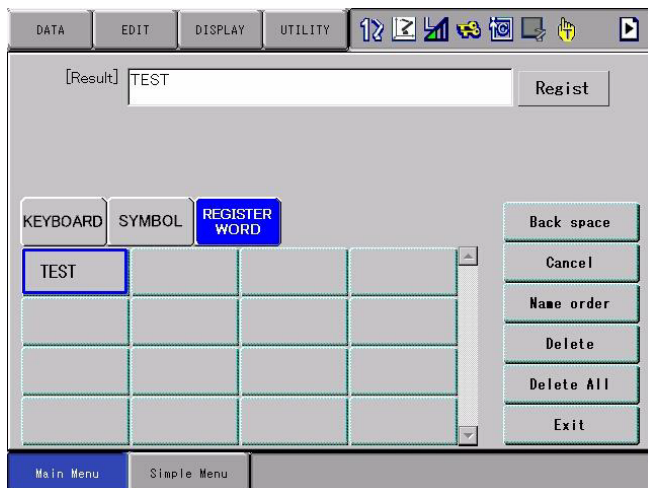 DATA
EDIT
DISPLAY
UTILITY
[Result]
TEST
Regist
KEYBOARD
SYMBOL
REGISTER
WORD
TEST
Back space
Cancel
Name order
Delete
Delete All
Exit
Main Menu
Simple Menu